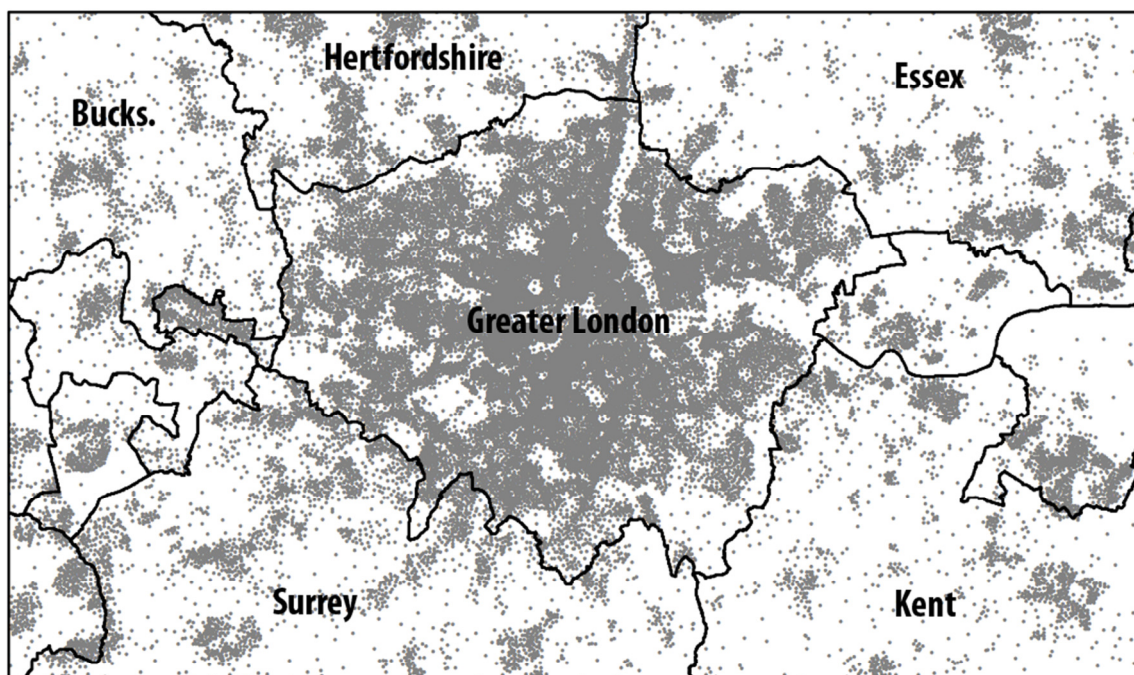 Hertfordshire
Essex
Bucks.
Greater London
Surrey
Kent